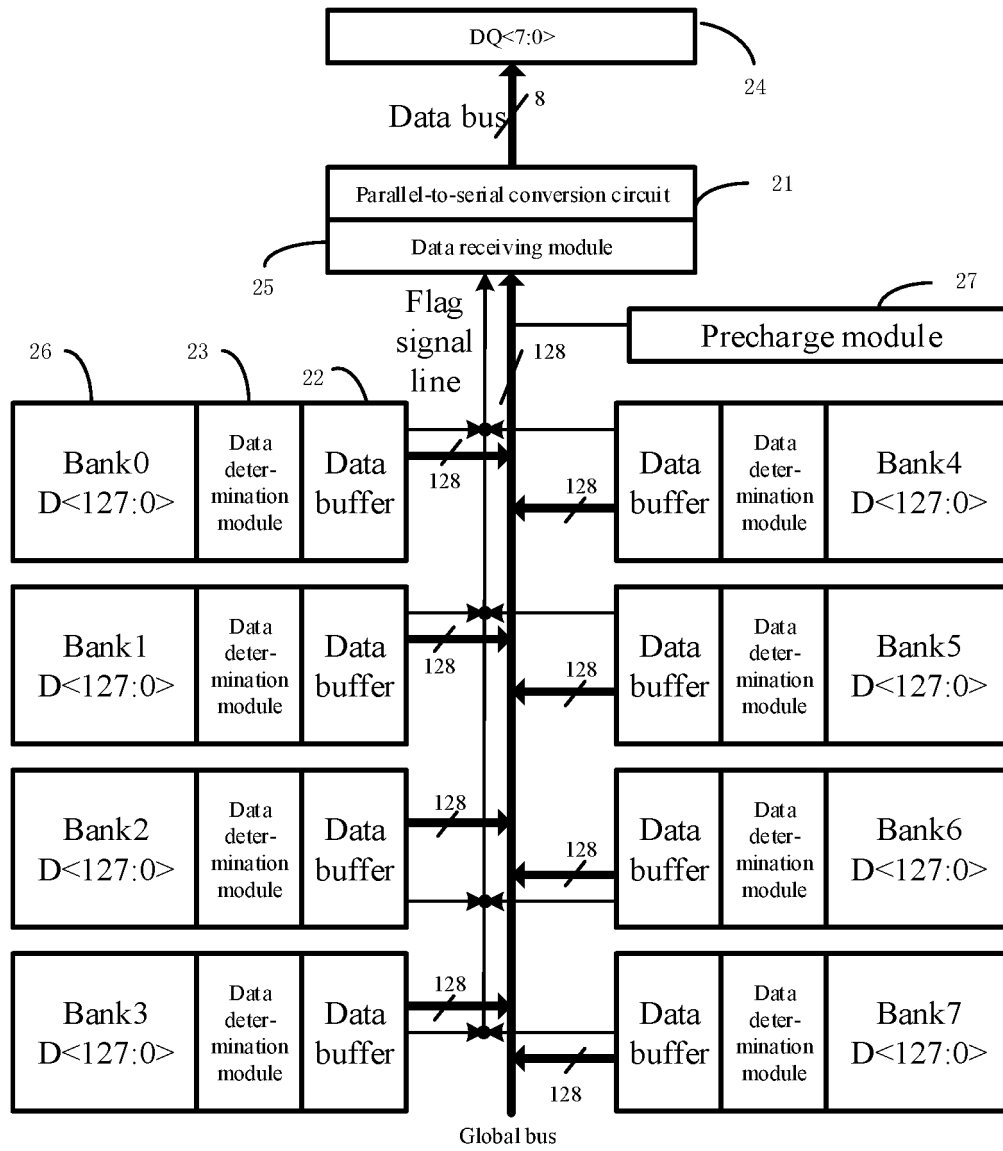 DQ<7:0>
24
8
Data bus
Parallel-to-serial conversion circuit
21
Data receiving module
25
Flag
signal
line
27
Precharge module
128
26
23
22
Bank0
D<127:0>
Data
deter-
mination
module
Data
buffer
128
128
Data
buffer
Data
deter-
mination
module
Bank4
D<127:0>
Bank1
D<127:0>
Data
deter-
mination
module
Data
buffer
128
128
Data
buffer
Data
deter-
mination
module
Bank5
D<127:0>
Bank2
D<127:0>
Data
deter-
mination
module
Data
buffer
128
128
Data
buffer
Data
deter-
mination
module
Bank6
D<127:0>
Bank3
D<127:0>
Data
deter-
mination
module
Data
buffer
128
128
Data
buffer
Data
deter-
mination
module
Bank7
D<127:0>
Global bus